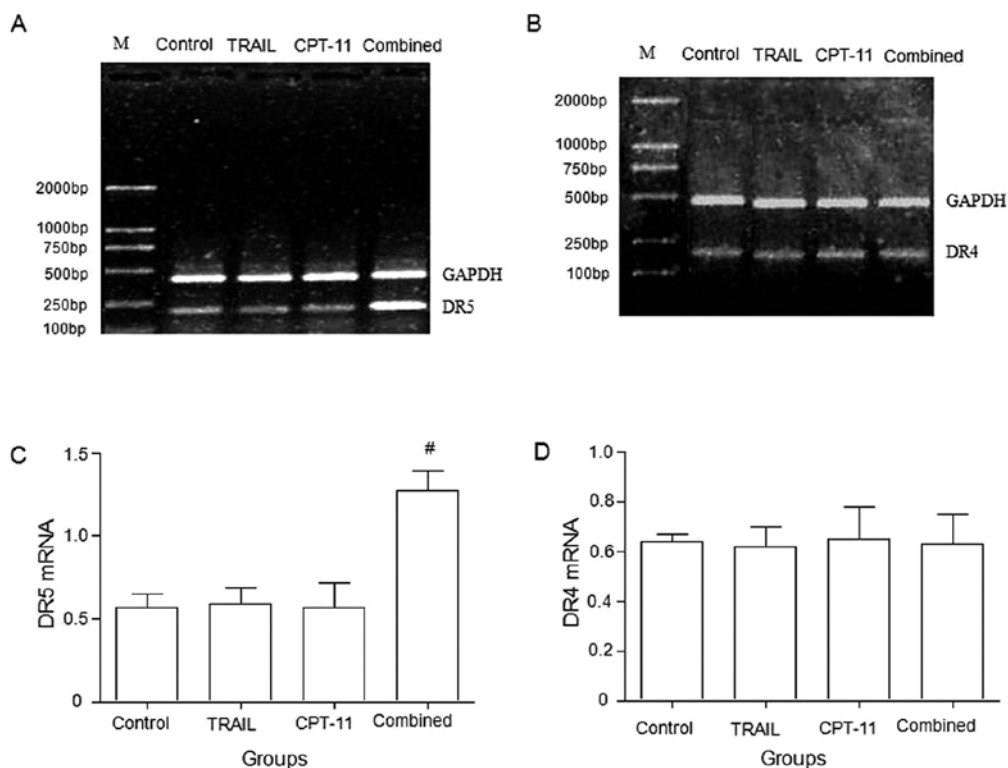 A
M Control TRAIL CPT-11 Combined
2000bp
1000bp
750bp
500bp
250bp
100bp
GAPDH
DR5
B
M Control TRAIL CPT-11 Combined
2000bp
1000bp
750bp
500bp
250bp
100bp
GAPDH
DR4
C
DR5 mRNA
1.5
1.0
0.5
0
#
Control TRAIL CPT-11 Combined
Groups
D
DR4 mRNA
1.0
0.8
0.6
0.4
0.2
0
Control TRAIL CPT-11 Combined
Groups